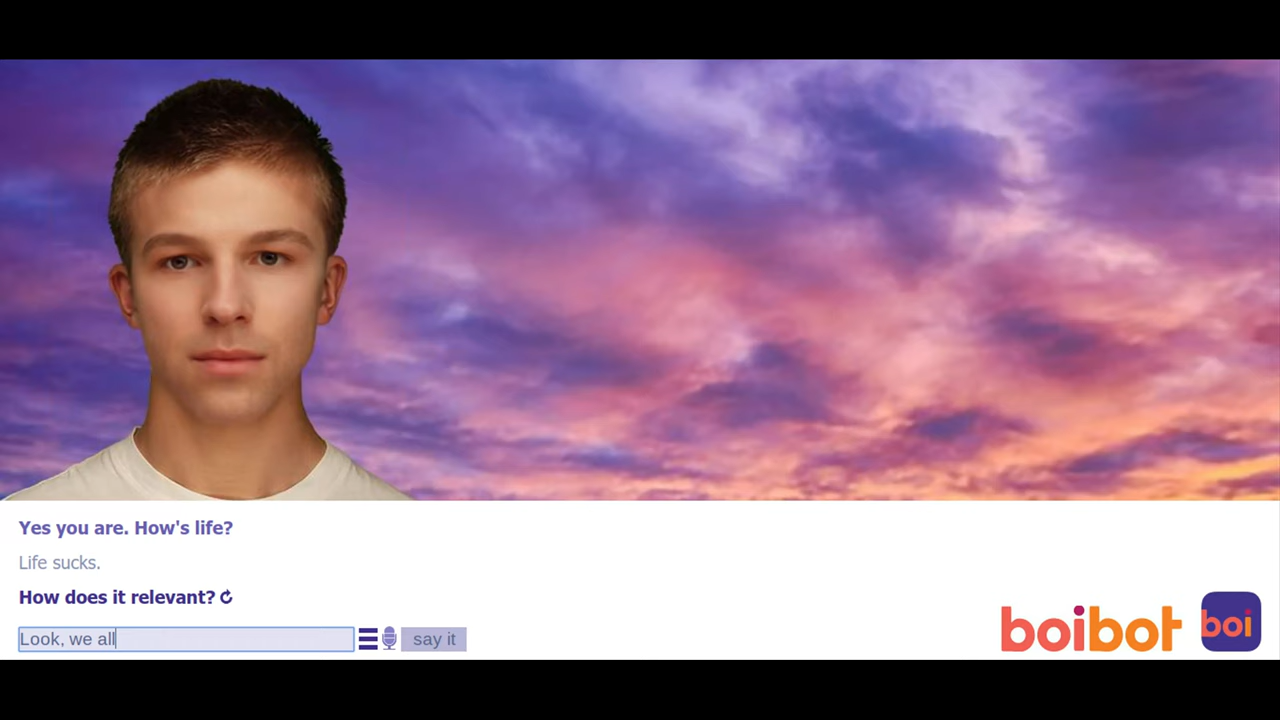 Yes you are. How's life?
Life sucks.
How does it relevant?
Look, we all
say it
boibot
boi